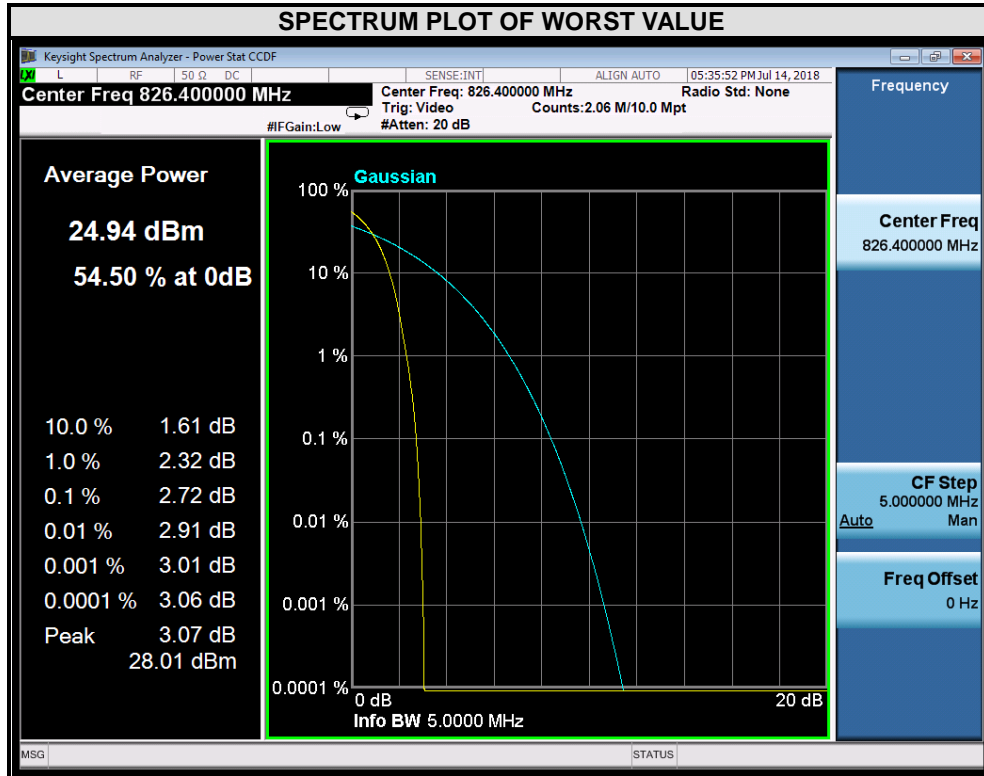 SPECTRUM PLOT OF WORST VALUE
Keysight Spectrum Analyzer - Power Stat CCDF
LXI L RF 50 Ω DC SENSE:INT ALIGN AUTO 05:35:52 PM Jul 14, 2018
Center Freq 826.400000 MHz
Center Freq: 826.400000 MHz Radio Std: None
Trig: Video Counts:2.06 M/10.0 Mpt
#IFGain:Low #Atten: 20 dB
Frequency
Average Power
24.94 dBm
54.50 % at 0dB
10.0 % 1.61 dB
1.0 % 2.32 dB
0.1 % 2.72 dB
0.01 % 2.91 dB
0.001 % 3.01 dB
0.0001 % 3.06 dB
Peak 3.07 dB
28.01 dBm
Gaussian
100 %
10 %
1 %
0.1 %
0.01 %
0.001 %
0.0001 %
0 dB 20 dB
Info BW 5.0000 MHz
Center Freq
826.400000 MHz
CF Step
5.000000 MHz
Auto Man
Freq Offset
0 Hz
MSG STATUS